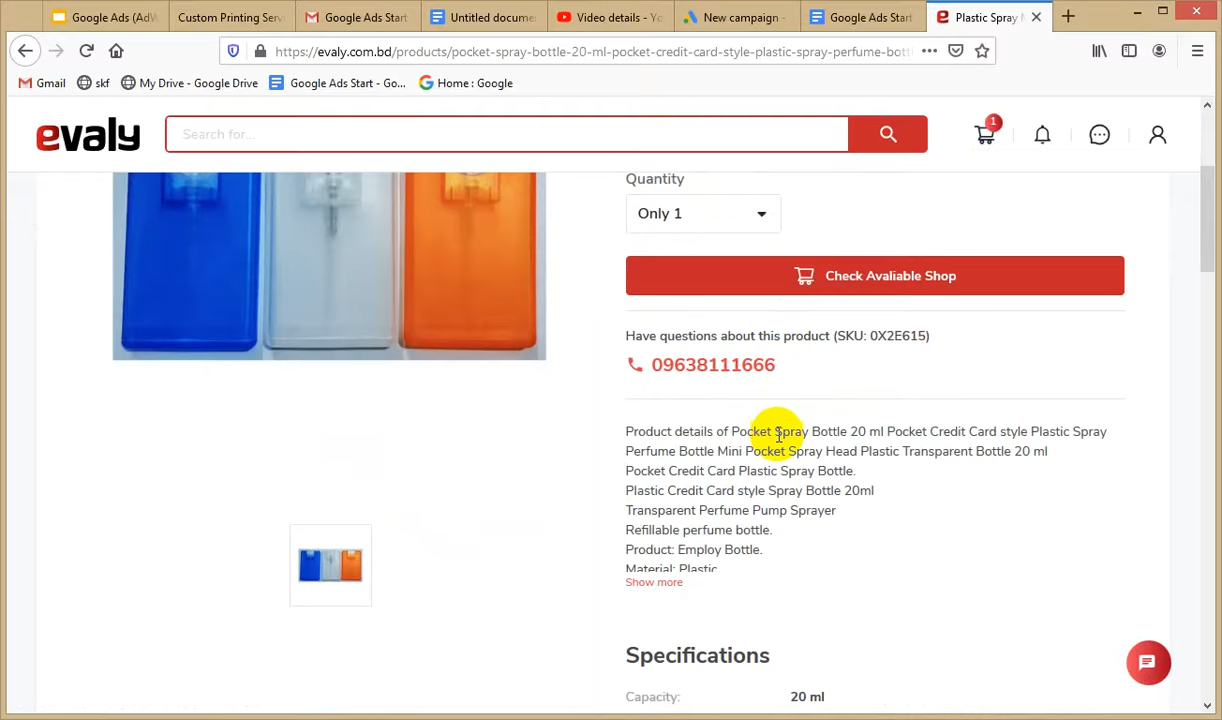 Google Ads (AdW
Custom Printing Serv
Google Ads Start
Untitled docume
Video details - Yo
New campaign -
Google Ads Start
Plastic Spray
https://evaly.com.bd/products/pocket-spray-bottle-20-ml-pocket-credit-card-style-plastic-spray-perfume-bott
Gmail
skf
My Drive - Google Drive
Google Ads Start - Go...
Home : Google
evaly
Search for...
1
Quantity
Only 1
Check Avaliable Shop
Have questions about this product (SKU: 0X2E615)
09638111666
Product details of Pocket Spray Bottle 20 ml Pocket Credit Card style Plastic Spray
Perfume Bottle Mini Pocket Spray Head Plastic Transparent Bottle 20 ml
Pocket Credit Card Plastic Spray Bottle.
Plastic Credit Card style Spray Bottle 20ml
Transparent Perfume Pump Sprayer
Refillable perfume bottle.
Product: Employ Bottle.
Material: Plastic
Show more
Specifications
Capacity:
20 ml